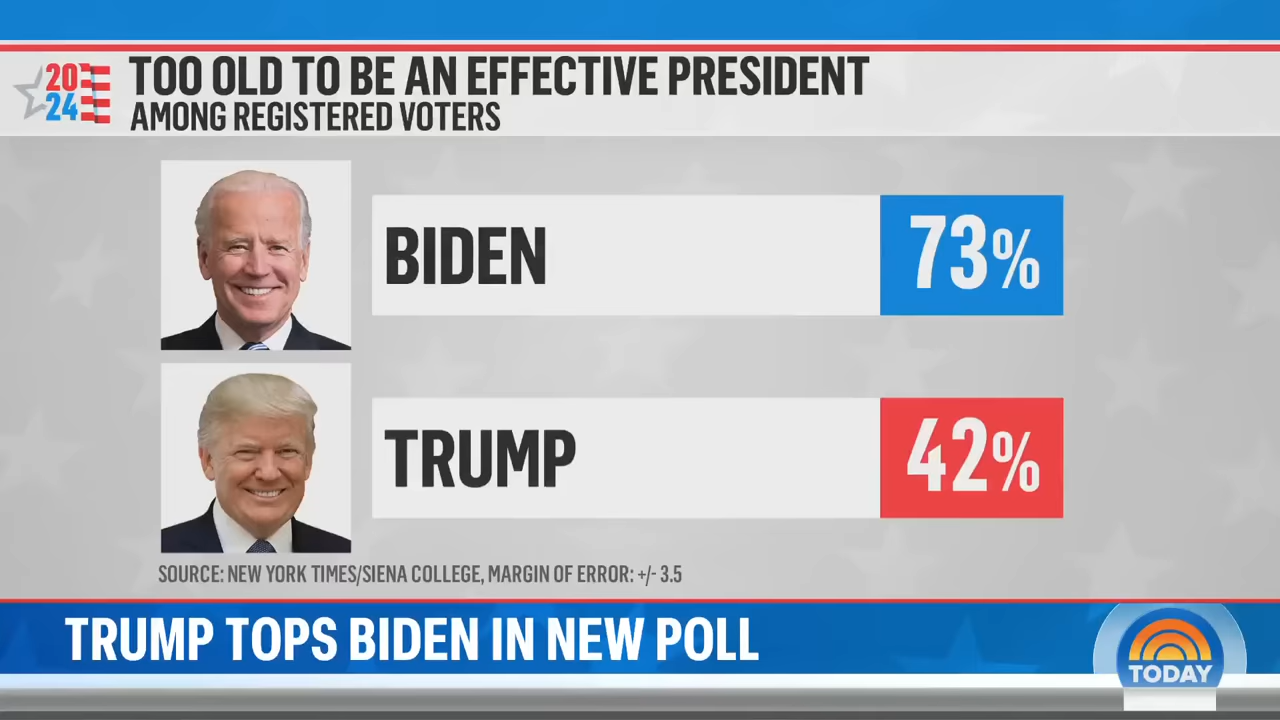 2024
TOO OLD TO BE AN EFFECTIVE PRESIDENT
AMONG REGISTERED VOTERS
BIDEN
73%
TRUMP
42%
SOURCE: NEW YORK TIMES/SIENA COLLEGE, MARGIN OF ERROR: +/- 3.5
TRUMP TOPS BIDEN IN NEW POLL
TODAY